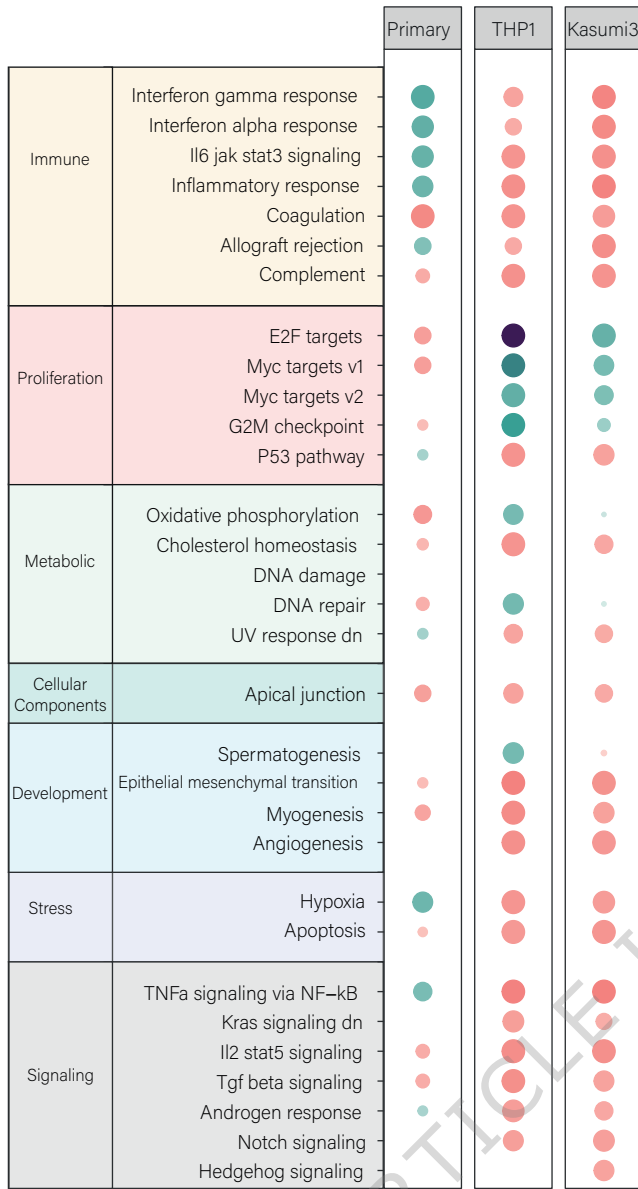 Primary THP1 Kasumi3
Immune
Interferon gamma response
Interferon alpha response
Il6 jak stat3 signaling
Inflammatory response
Coagulation
Allograft rejection
Complement
Proliferation
E2F targets
Myc targets v1
Myc targets v2
G2M checkpoint
P53 pathway
Metabolic
Oxidative phosphorylation
Cholesterol homeostasis
DNA damage
DNA repair
UV response dn
Cellular
Components
Apical junction
Development
Spermatogenesis
Epithelial mesenchymal transition
Myogenesis
Angiogenesis
Stress
Hypoxia
Apoptosis
Signaling
TNFa signaling via NF–kB
Kras signaling dn
Il2 stat5 signaling
Tgf beta signaling
Androgen response
Notch signaling
Hedgehog signaling
RTICLE